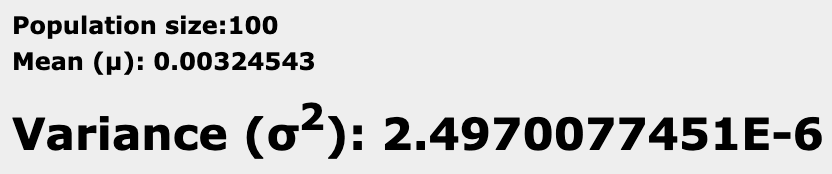 Population size:100
Mean (μ): 0.00324543
Variance (σ²): 2.4970077451E-6